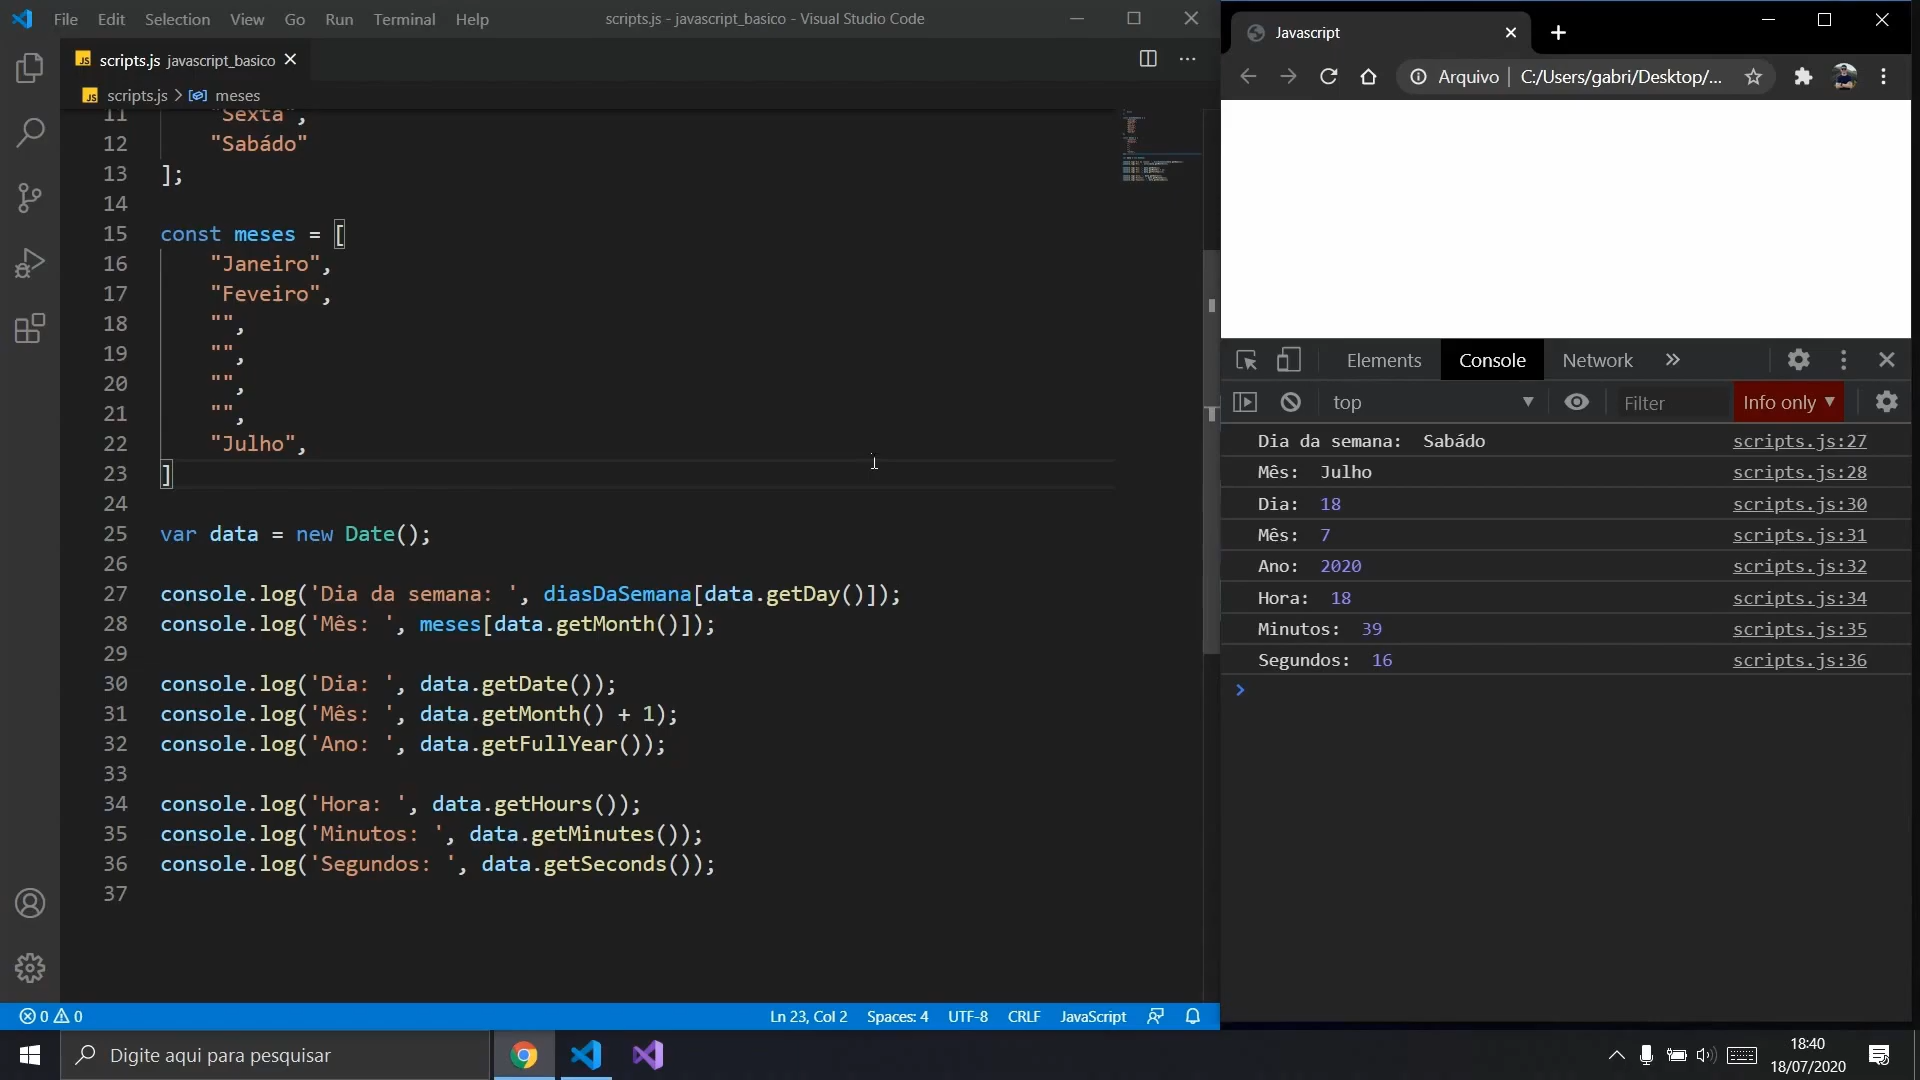 File Edit Selection View Go Run Terminal Help scripts.js - javascript_basico - Visual Studio Code
JS scripts.js javascript_basico
JS scripts.js > meses
11 "Sexta",
12 "Sabádo"
13 ];
14
15 const meses = [
16 "Janeiro",
17 "Feveiro",
18 "",
19 "",
20 "",
21 "",
22 "Julho",
23 ]
24
25 var data = new Date();
26
27 console.log('Dia da semana: ', diasDaSemana[data.getDay()]);
28 console.log('Mês: ', meses[data.getMonth()]);
29
30 console.log('Dia: ', data.getDate());
31 console.log('Mês: ', data.getMonth() + 1);
32 console.log('Ano: ', data.getFullYear());
33
34 console.log('Hora: ', data.getHours());
35 console.log('Minutos: ', data.getMinutes());
36 console.log('Segundos: ', data.getSeconds());
37
0 0 Ln 23, Col 2 Spaces: 4 UTF-8 CRLF JavaScript
Javascript
Arquivo | C:/Users/gabri/Desktop/...
Elements Console Network »
top Filter Info only
Dia da semana: Sabádo scripts.js:27
Mês: Julho scripts.js:28
Dia: 18 scripts.js:30
Mês: 7 scripts.js:31
Ano: 2020 scripts.js:32
Hora: 18 scripts.js:34
Minutos: 39 scripts.js:35
Segundos: 16 scripts.js:36
>
Digite aqui para pesquisar
18:40
18/07/2020